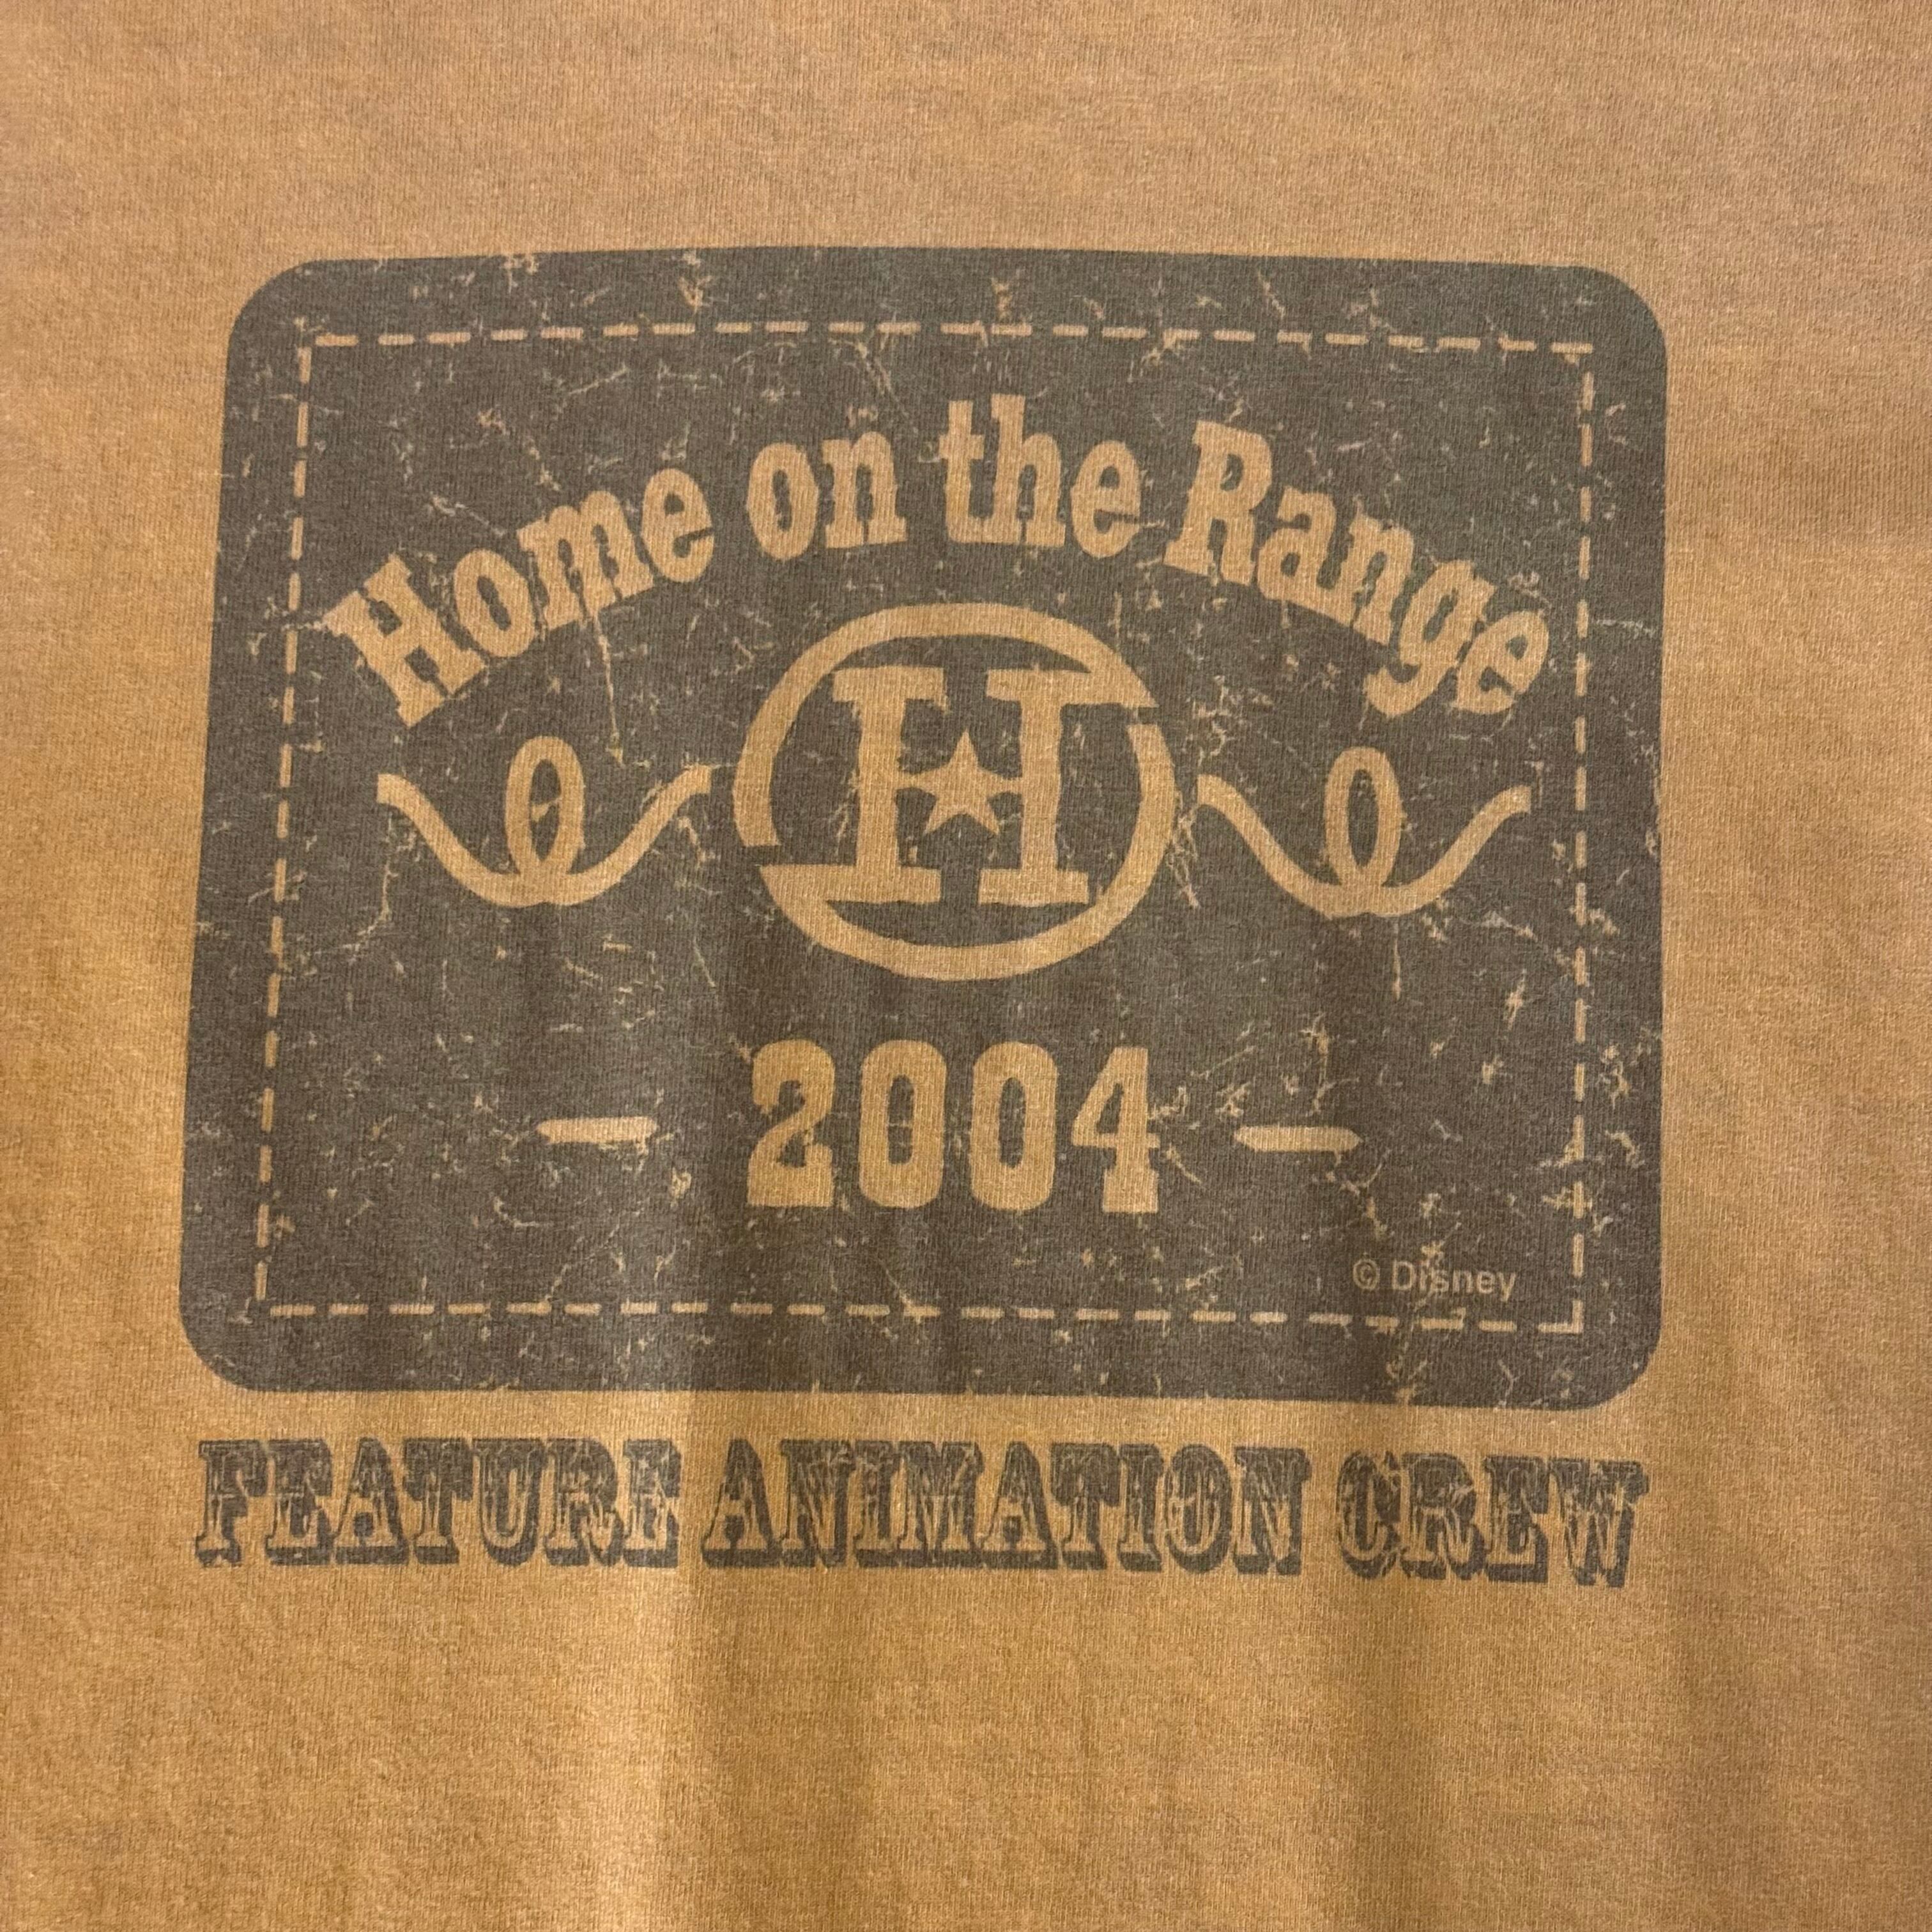 Home on the Range
H
— 2004 —
© Disney
FEATURE ANIMATION CREW